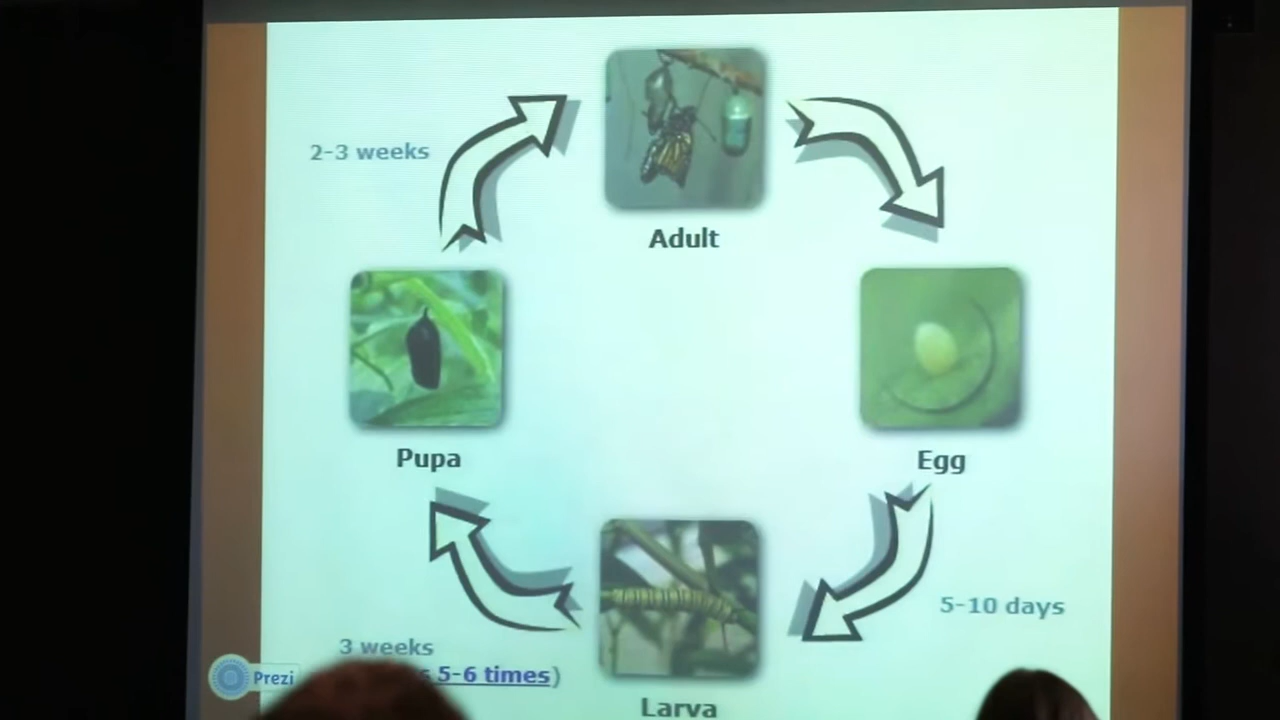 2-3 weeks
Adult
Pupa
Egg
5-10 days
3 weeks
5-6 times)
Prezi
Larva